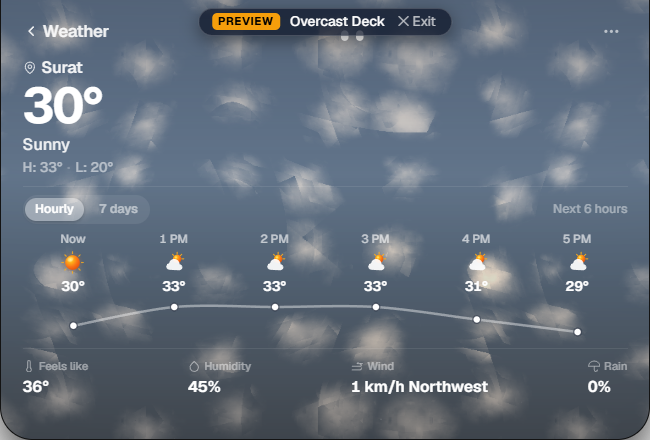 PREVIEW Overcast Deck Exit
Weather
Surat
30°
Sunny
H: 33° · L: 20°
Hourly 7 days Next 6 hours
Now 1 PM 2 PM 3 PM 4 PM 5 PM
30° 33° 33° 33° 31° 29°
Feels like Humidity Wind Rain
36° 45% 1 km/h Northwest 0%